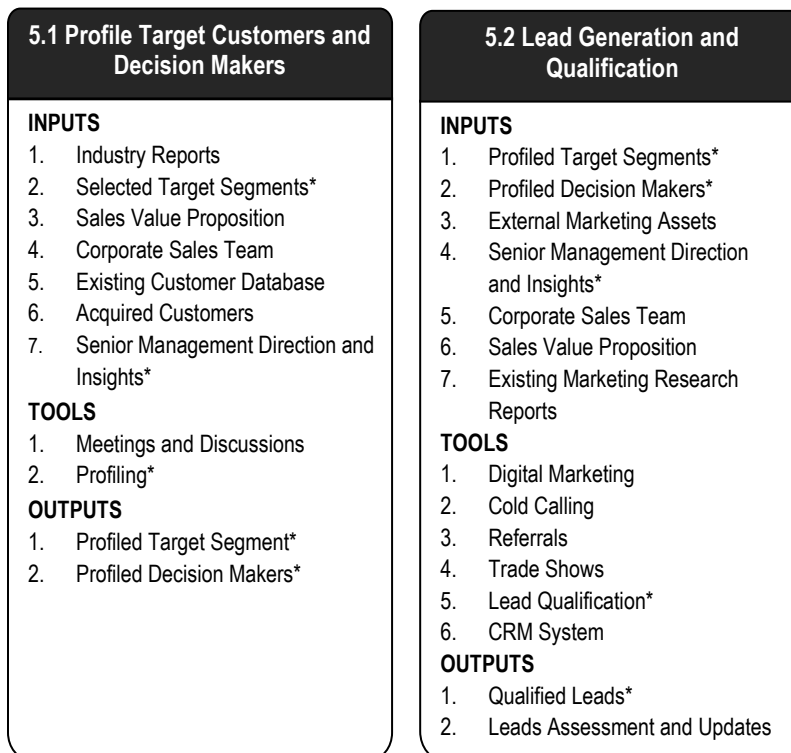 5.1 Profile Target Customers and
Decision Makers
INPUTS
1. Industry Reports
2. Selected Target Segments*
3. Sales Value Proposition
4. Corporate Sales Team
5. Existing Customer Database
6. Acquired Customers
7. Senior Management Direction and
Insights*
TOOLS
1. Meetings and Discussions
2. Profiling*
OUTPUTS
1. Profiled Target Segment*
2. Profiled Decision Makers*
5.2 Lead Generation and
Qualification
INPUTS
1. Profiled Target Segments*
2. Profiled Decision Makers*
3. External Marketing Assets
4. Senior Management Direction
and Insights*
5. Corporate Sales Team
6. Sales Value Proposition
7. Existing Marketing Research
Reports
TOOLS
1. Digital Marketing
2. Cold Calling
3. Referrals
4. Trade Shows
5. Lead Qualification*
6. CRM System
OUTPUTS
1. Qualified Leads*
2. Leads Assessment and Updates